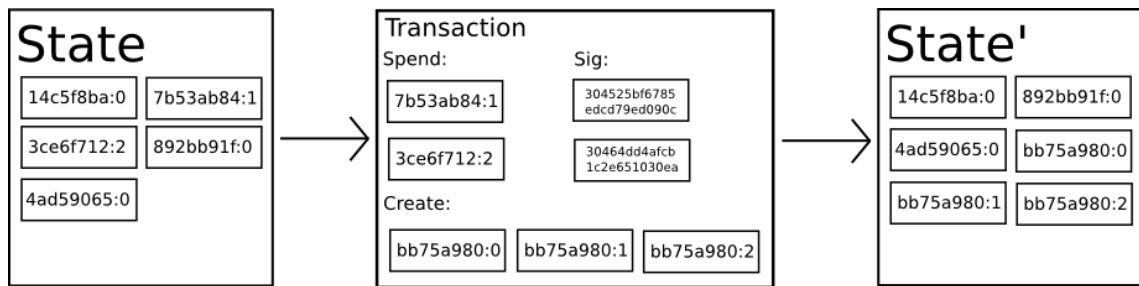 State
14c5f8ba:0 7b53ab84:1
3ce6f712:2 892bb91f:0
4ad59065:0
Transaction
Spend: Sig:
7b53ab84:1
304525bf6785
edcd79ed090c
3ce6f712:2
30464dd4afcb
1c2e651030ea
Create:
bb75a980:0 bb75a980:1 bb75a980:2
State'
14c5f8ba:0 892bb91f:0
4ad59065:0 bb75a980:0
bb75a980:1 bb75a980:2